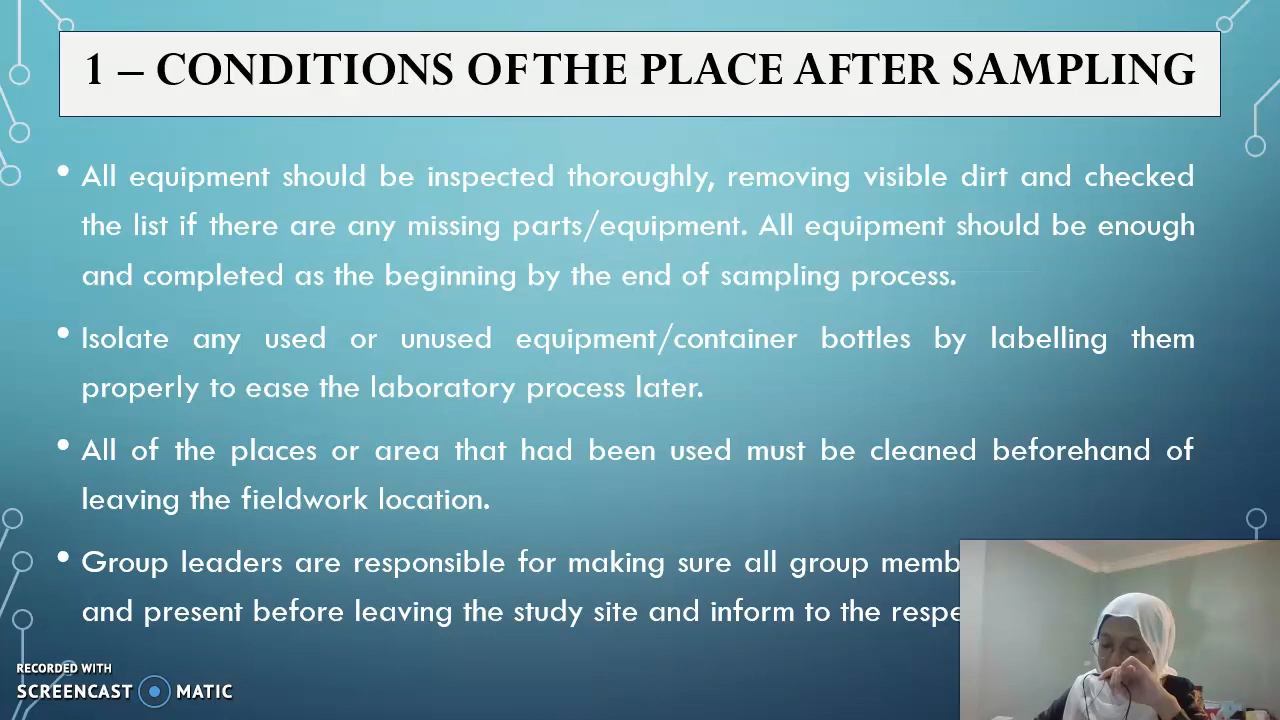 1 – CONDITIONS OF THE PLACE AFTER SAMPLING
• All equipment should be inspected thoroughly, removing visible dirt and checked
the list if there are any missing parts/equipment. All equipment should be enough
and completed as the beginning by the end of sampling process.
• Isolate any used or unused equipment/container bottles by labelling them
properly to ease the laboratory process later.
• All of the places or area that had been used must be cleaned beforehand of
leaving the fieldwork location.
• Group leaders are responsible for making sure all group memb
and present before leaving the study site and inform to the respe
RECORDED WITH
SCREENCAST MATIC